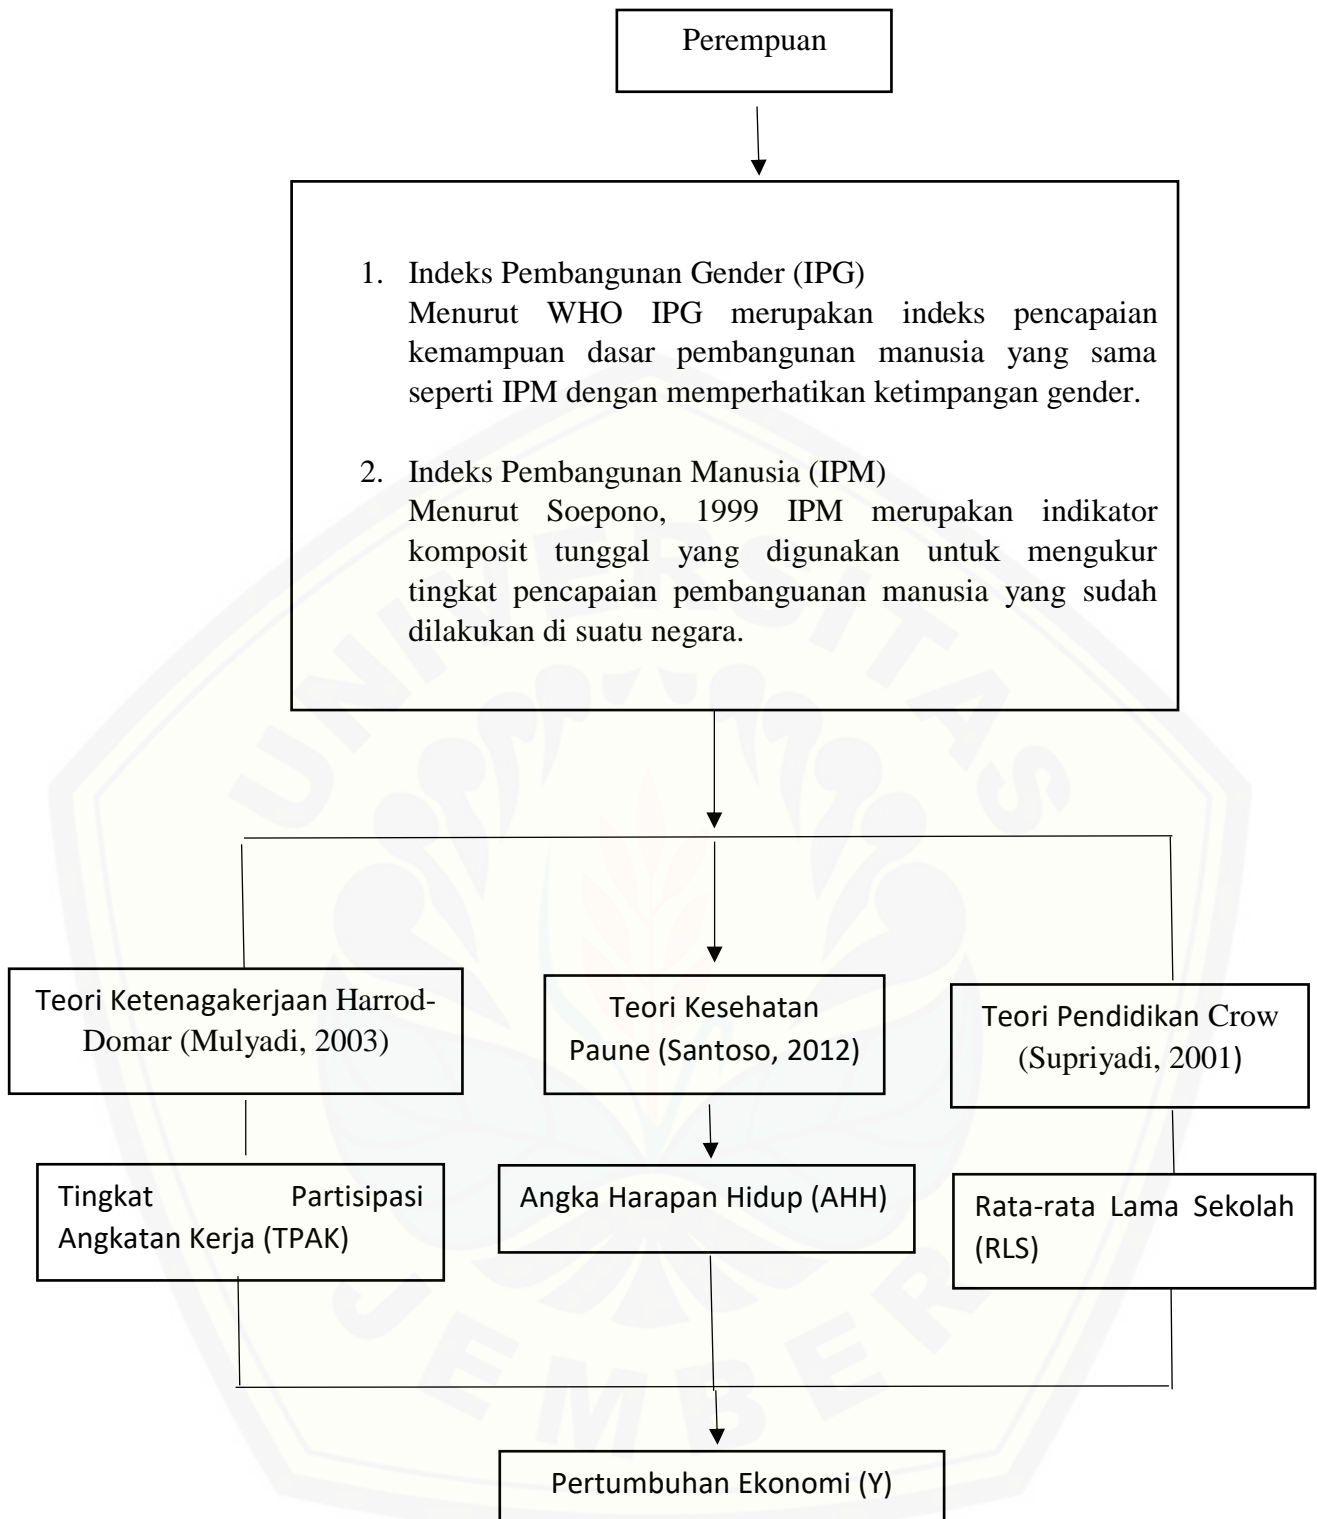 Perempuan
1. Indeks Pembangunan Gender (IPG)
Menurut WHO IPG merupakan indeks pencapaian
kemampuan dasar pembangunan manusia yang sama
seperti IPM dengan memperhatikan ketimpangan gender.
2. Indeks Pembangunan Manusia (IPM)
Menurut Soepono, 1999 IPM merupakan indikator
komposit tunggal yang digunakan untuk mengukur
tingkat pencapaian pembanguanan manusia yang sudah
dilakukan di suatu negara.
Teori Ketenagakerjaan Harrod-
Domar (Mulyadi, 2003)
Teori Kesehatan
Paune (Santoso, 2012)
Teori Pendidikan Crow
(Supriyadi, 2001)
Tingkat Partisipasi
Angkatan Kerja (TPAK)
Angka Harapan Hidup (AHH)
Rata-rata Lama Sekolah
(RLS)
Pertumbuhan Ekonomi (Y)
UNIVERSITAS
JEMBER